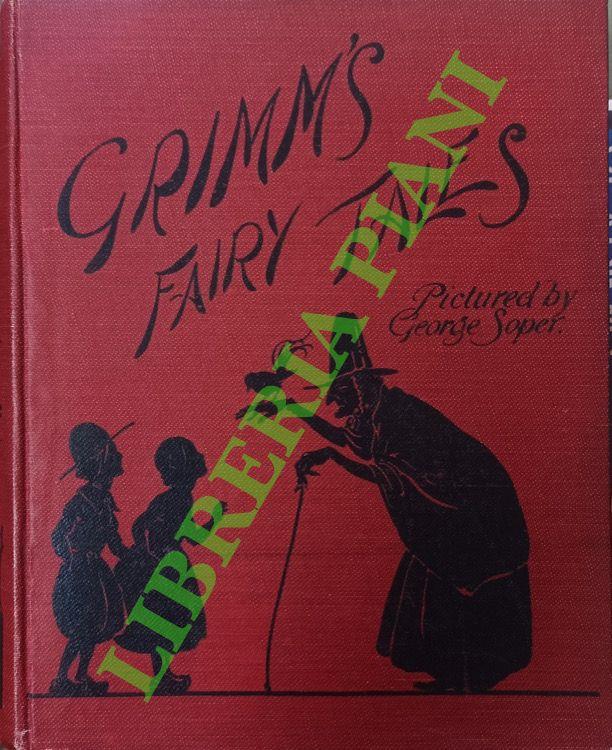 GRIMM'S
FAIRY TALES
Pictured by
George Soper.
LIBRERIA PIANI